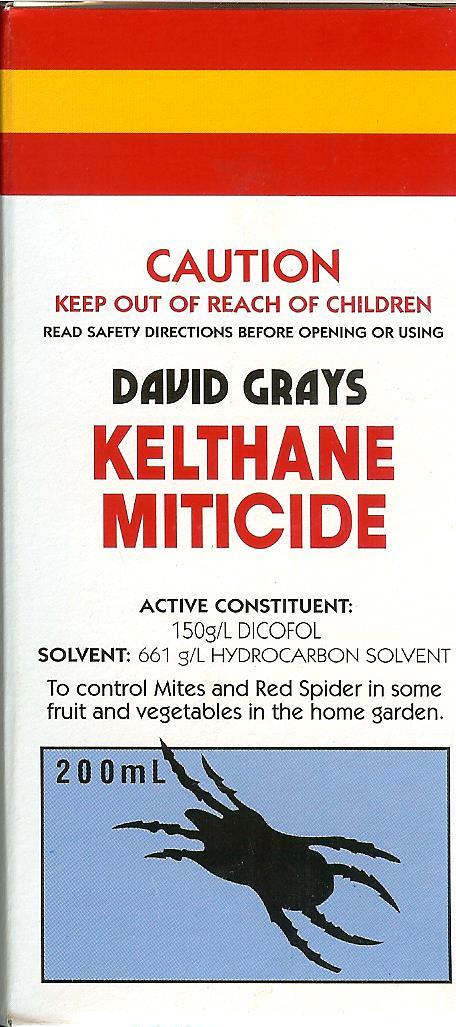 CAUTION
KEEP OUT OF REACH OF CHILDREN
READ SAFETY DIRECTIONS BEFORE OPENING OR USING
DAVID GRAYS
KELTHANE
MITICIDE
ACTIVE CONSTITUENT:
150g/L DICOFOL
SOLVENT: 661 g/L HYDROCARBON SOLVENT
To control Mites and Red Spider in some
fruit and vegetables in the home garden.
200mL